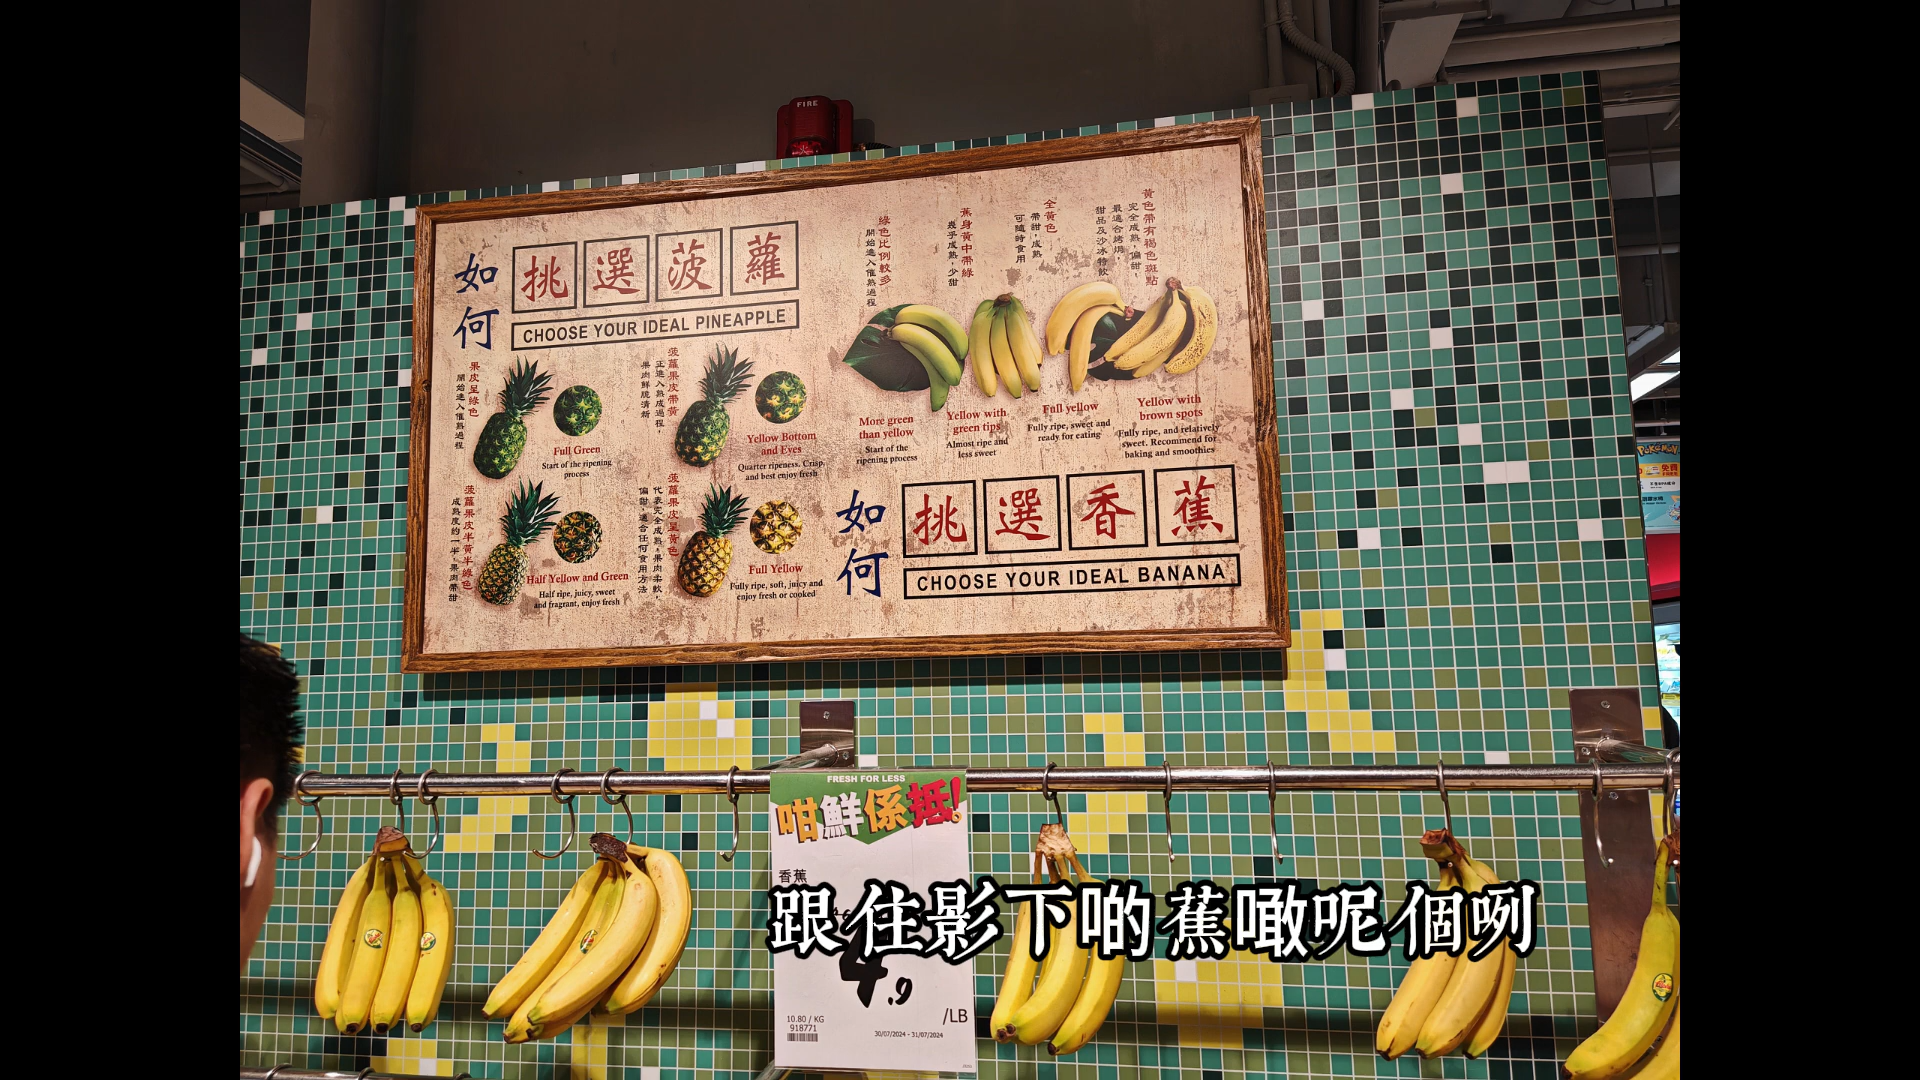 FIRE
如何
挑選菠蘿
CHOOSE YOUR IDEAL PINEAPPLE
果皮呈綠色
開始進入催熟過程
Full Green
Start of the ripening
process
菠蘿果皮帶黃
正進入熟成過程，
果肉鮮脆清新
Yellow Bottom
and Eyes
Quarter ripeness. Crisp
and best enjoy fresh
菠蘿果皮半黃半綠色
成熟度約一半，果肉帶甜
Half Yellow and Green
Half ripe, juicy, sweet
and fragrant, enjoy fresh
菠蘿果皮呈黃色
代表完全成熟，果肉柔軟，
偏甜，適合任何食用方法
Full Yellow
Fully ripe, soft, juicy and
enjoy fresh or cooked
綠色比例較多
開始進入催熟過程
More green
than yellow
Start of the
ripening process
蕉身黃中帶綠
幾乎成熟，少甜
Yellow with
green tips
Almost ripe and
less sweet
全黃色
帶甜，成熟
可隨時食用
Full yellow
Fully ripe, sweet and
ready for eating
黃色帶有褐色斑點
完全成熟，偏甜，
最適合烤焗，
甜品及沙冰特飲
Yellow with
brown spots
Fully ripe, and relatively
sweet. Recommend for
baking and smoothies
如何
挑選香蕉
CHOOSE YOUR IDEAL BANANA
POKÉMON
免費
FRESH FOR LESS
咁鮮係抵!
香蕉
4.9
/LB
10.80 / KG
918771
30/07/2024 - 31/07/2024
跟住影下啲蕉噉呢個咧